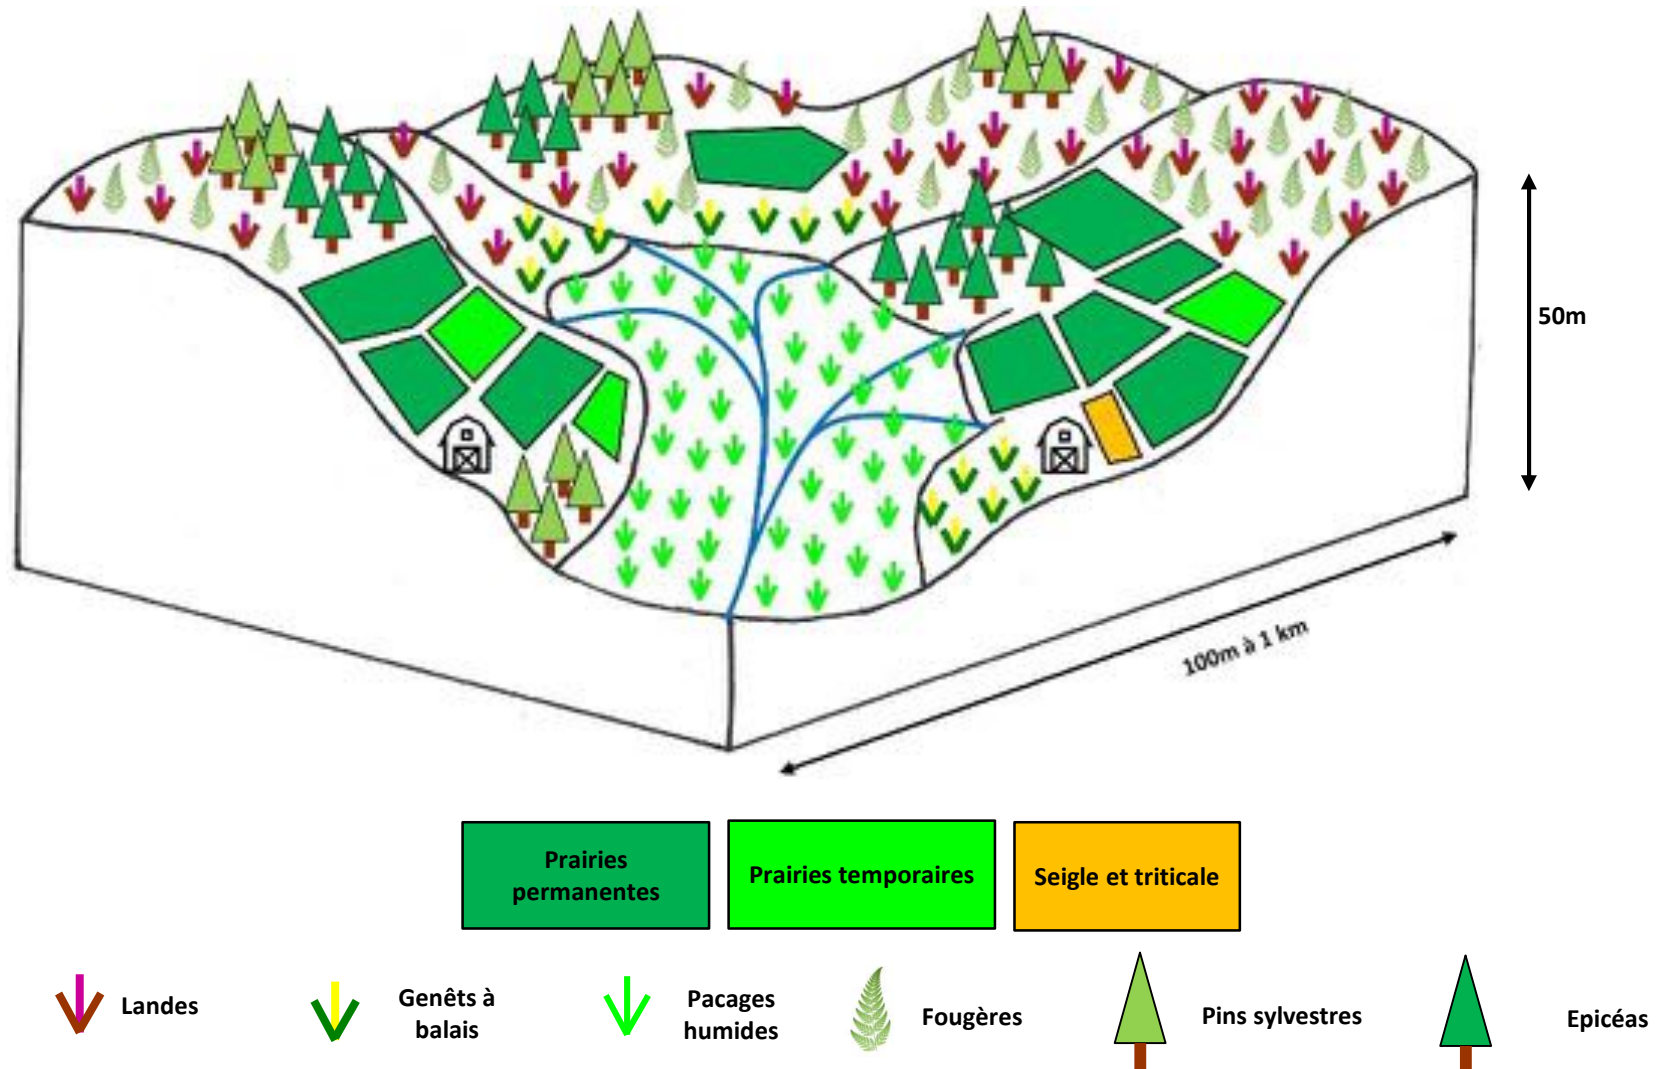 50m
100m à 1 km
Prairies
permanentes
Prairies temporaires
Seigle et triticale
Landes
Genêts à
balais
Pacages
humides
Fougères
Pins sylvestres
Epicéas